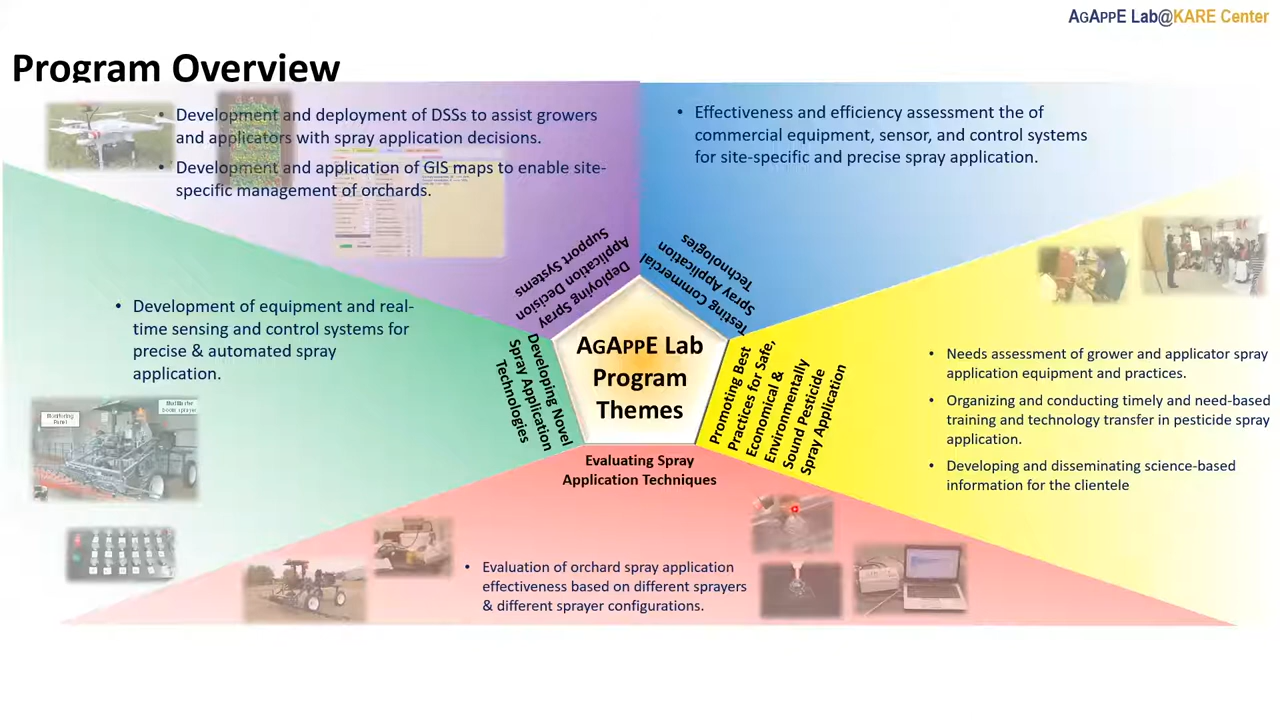 AGAPPE Lab@KARE Center
Program Overview
• Development and deployment of DSSs to assist growers
and applicators with spray application decisions.
• Development and application of GIS maps to enable site-
specific management of orchards.
• Effectiveness and efficiency assessment the of
commercial equipment, sensor, and control systems
for site-specific and precise spray application.
Deploying Spray
Application Decision
Support Systems
Testing Commercial
Spray Application
Technologies
• Development of equipment and real-
time sensing and control systems for
precise & automated spray
application.
Developing Novel
Spray Application
Technologies
AGAPPE Lab
Program
Themes
Promoting Best
Practices for Safe,
Economical &
Environmentally
Sound Pesticide
Spray Application
• Needs assessment of grower and applicator spray
application equipment and practices.
• Organizing and conducting timely and need-based
training and technology transfer in pesticide spray
application.
• Developing and disseminating science-based
information for the clientele
Monitoring
Panel
boom sprayer
Evaluating Spray
Application Techniques
• Evaluation of orchard spray application
effectiveness based on different sprayers
& different sprayer configurations.